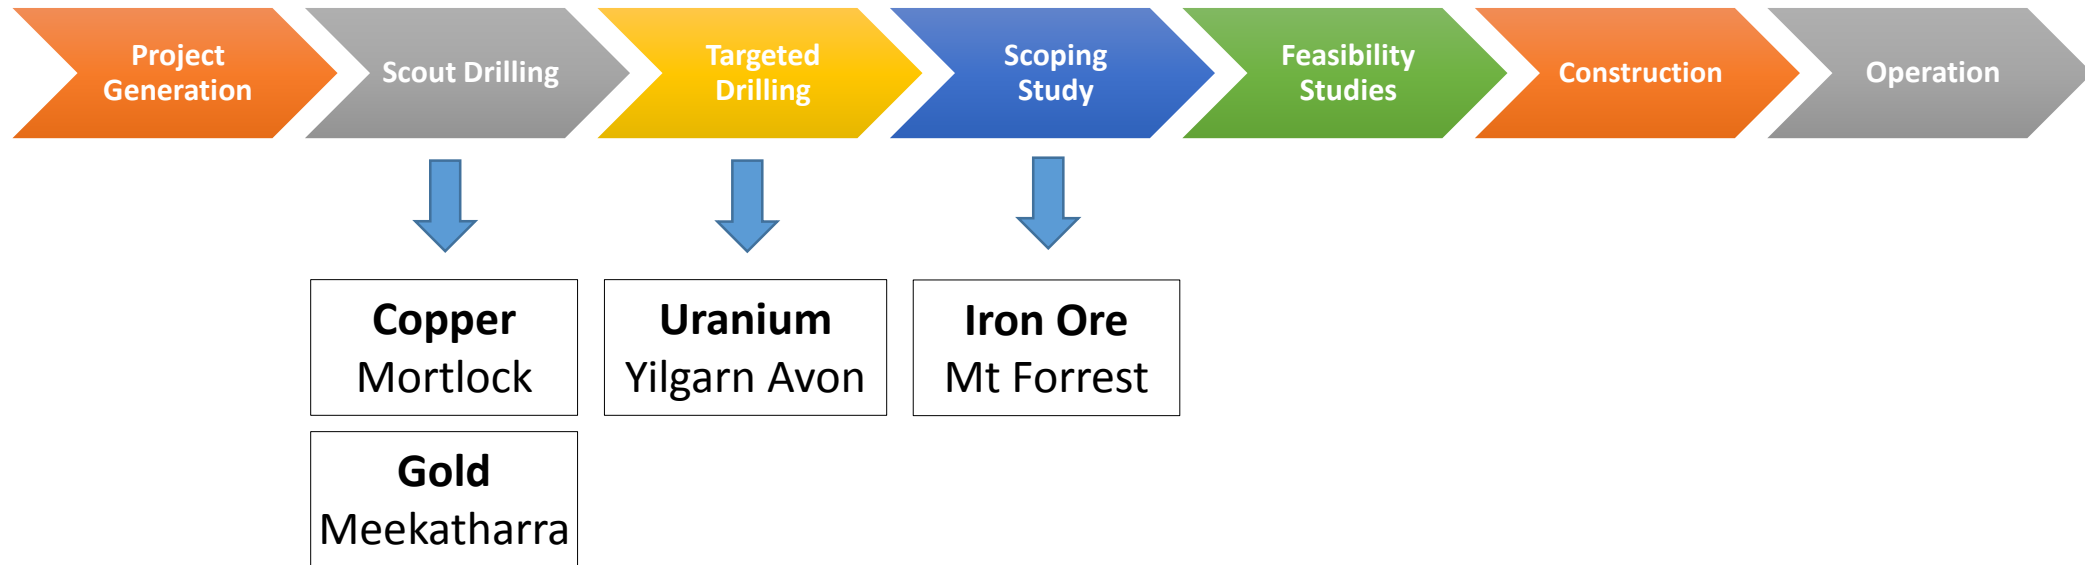 Project
Generation
Scout Drilling
Targeted
Drilling
Scoping
Study
Feasibility
Studies
Construction
Operation
Copper
Mortlock
Gold
Meekatharra
Uranium
Yilgarn Avon
Iron Ore
Mt Forrest